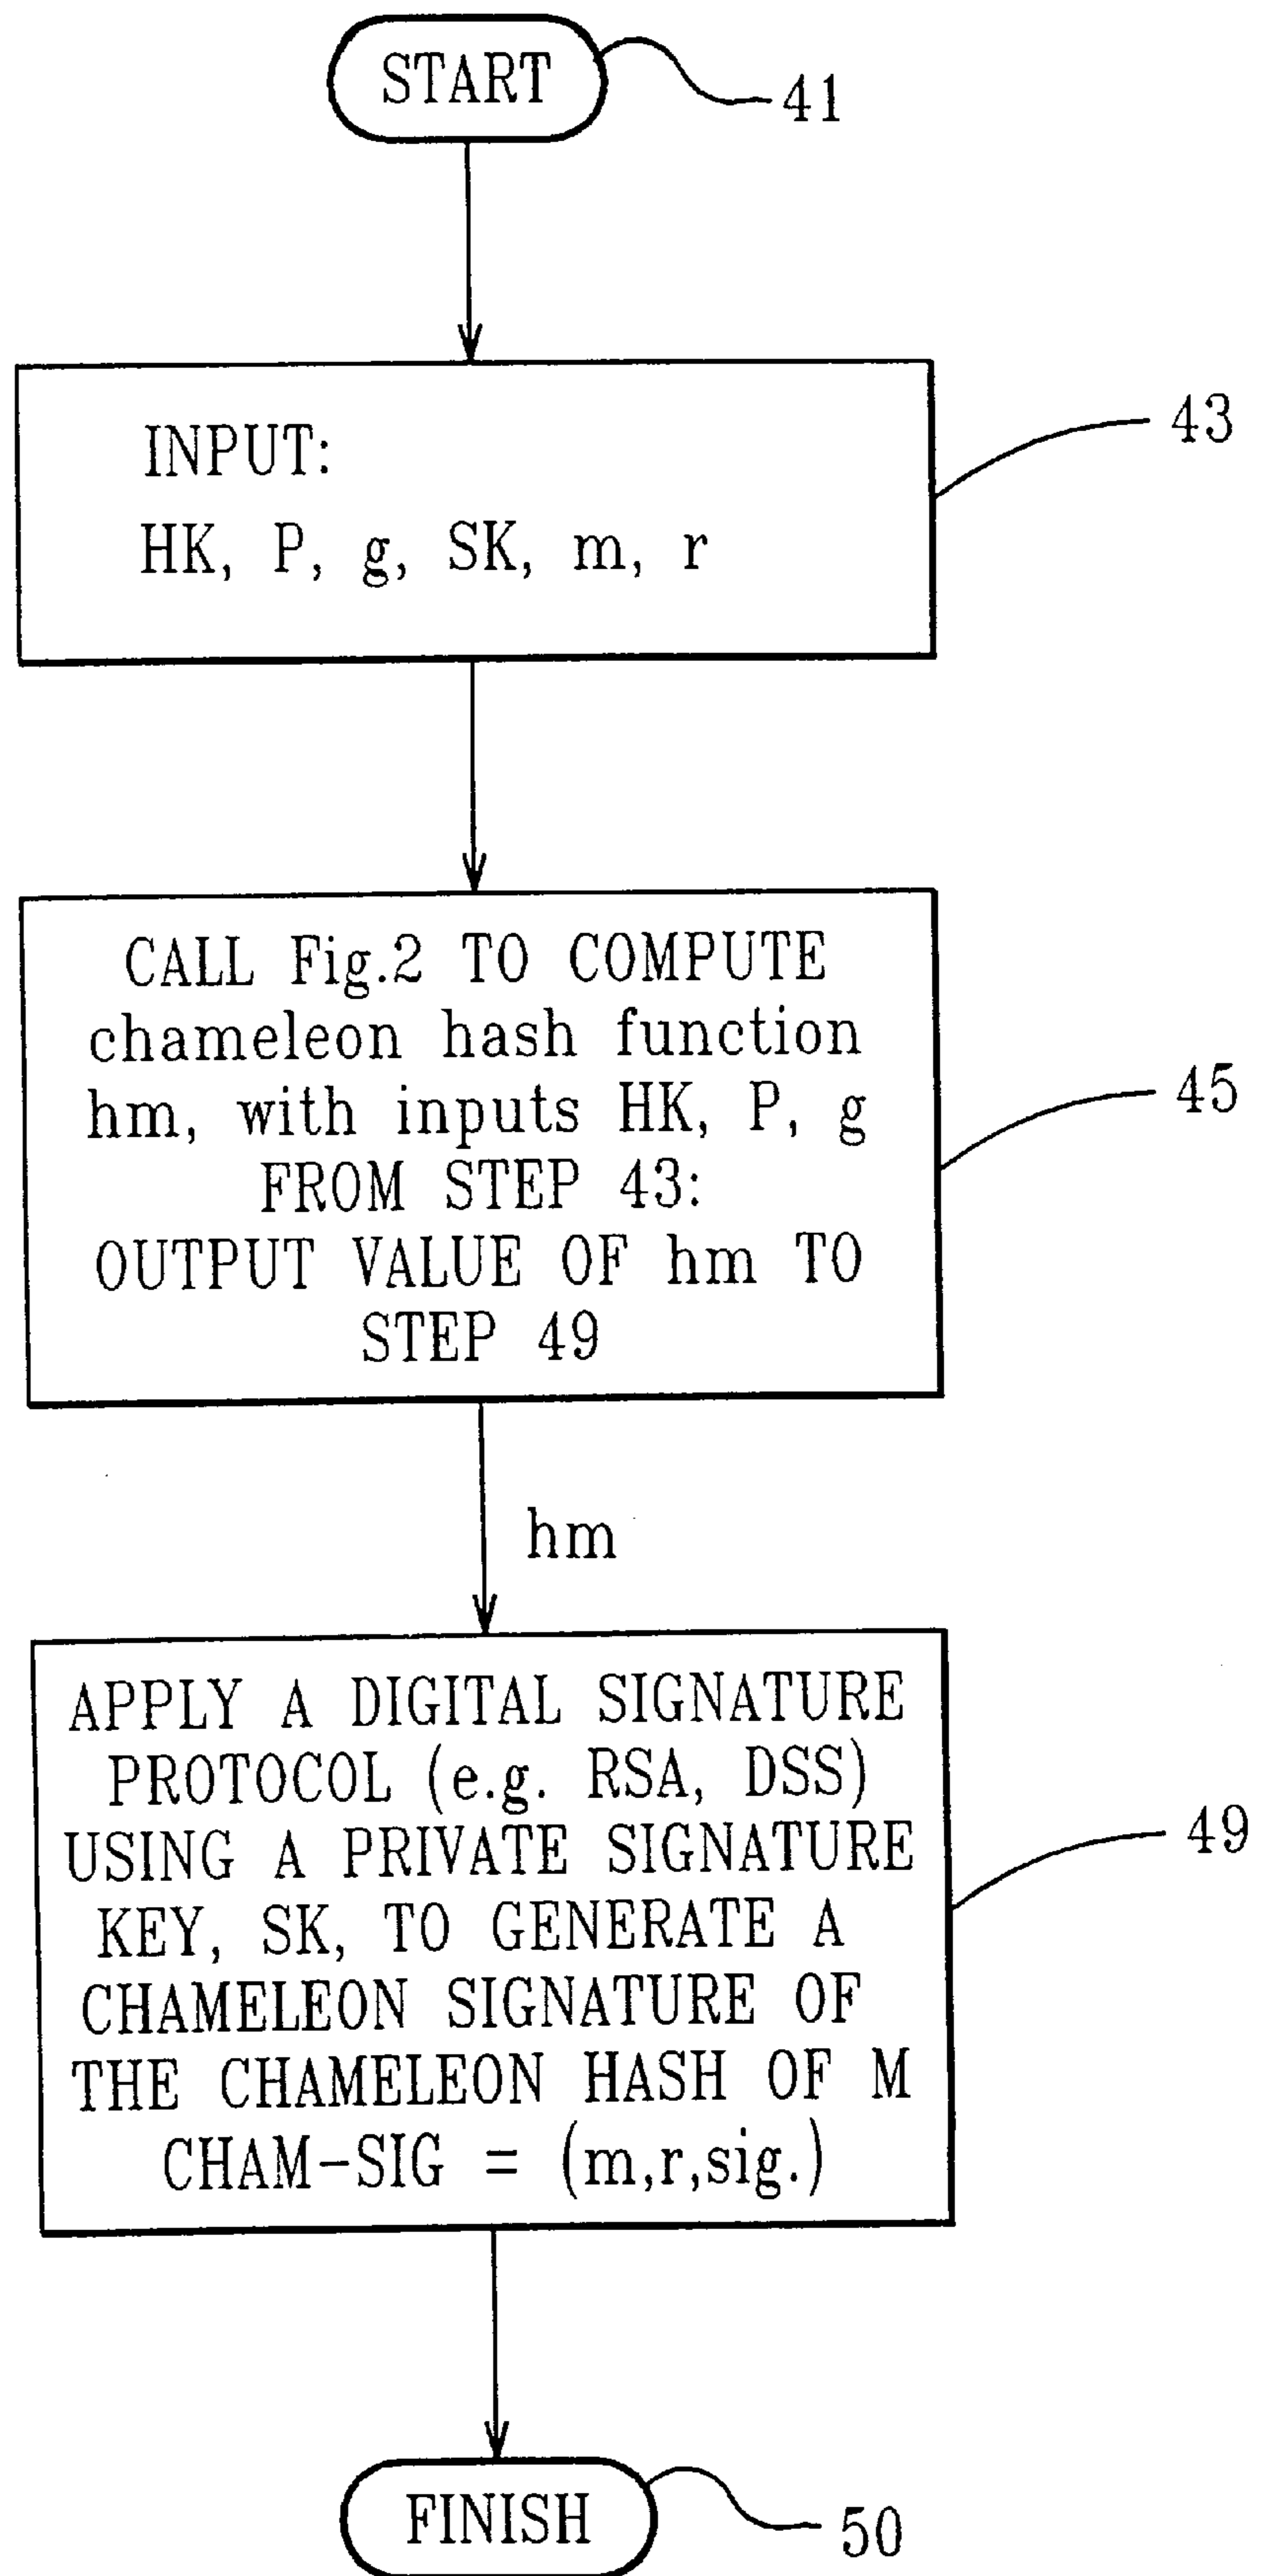 START
41
INPUT:
HK, P, g, SK, m, r
43
CALL Fig.2 TO COMPUTE
chameleon hash function
hm, with inputs HK, P, g
FROM STEP 43:
OUTPUT VALUE OF hm TO
STEP 49
45
hm
APPLY A DIGITAL SIGNATURE
PROTOCOL (e.g. RSA, DSS)
USING A PRIVATE SIGNATURE
KEY, SK, TO GENERATE A
CHAMELEON SIGNATURE OF
THE CHAMELEON HASH OF M
CHAM-SIG = (m,r,sig.)
49
FINISH
50